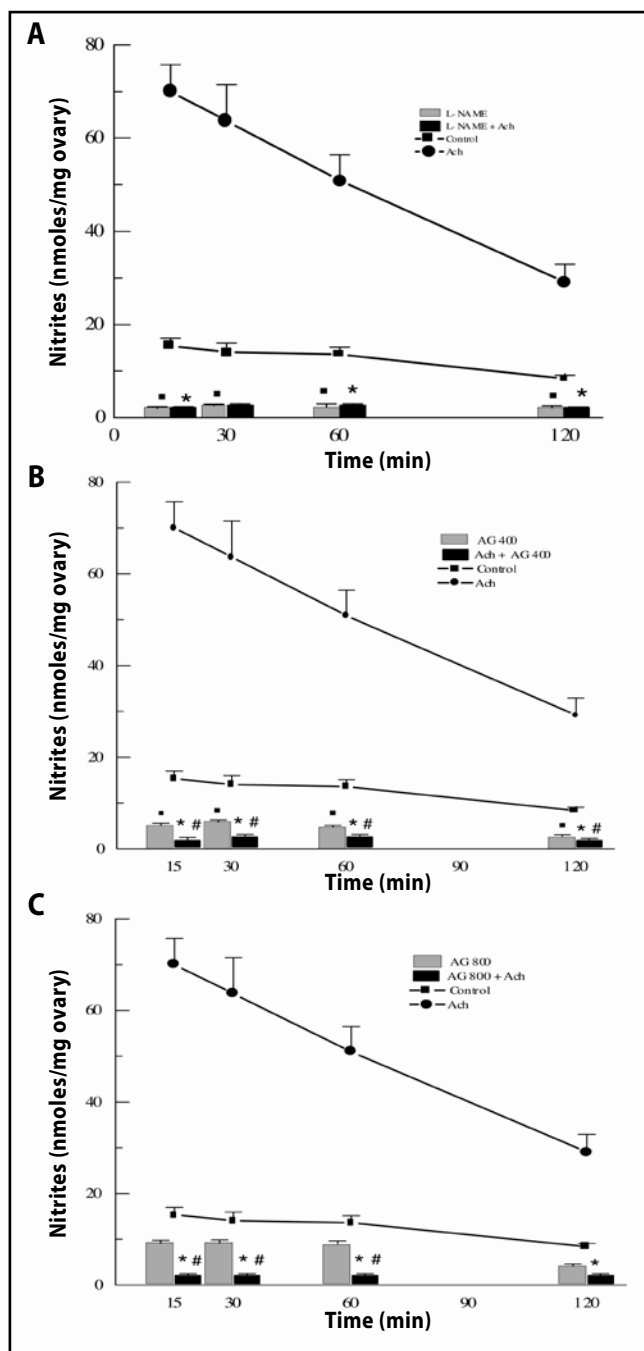 A
80
60
40
20
0
Nitrites (nmoles/mg ovary)
L-NAME
L-NAME + Ach
Control
Ach
*
*
*
0 30 60 120
Time (min)
B
80
60
40
20
0
Nitrites (nmoles/mg ovary)
AG 400
Ach + AG 400
Control
Ach
* # * # * # * #
15 30 60 90 120
Time (min)
C
80
60
40
20
0
Nitrites (nmoles/mg ovary)
AG 800
AG 800 + Ach
Control
Ach
* # * # * # *
15 30 60 90 120
Time (min)